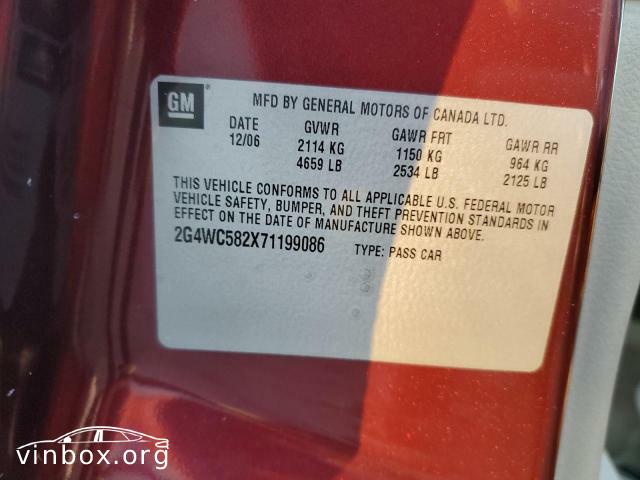 GM
MFD BY GENERAL MOTORS OF CANADA LTD.
DATE GVWR GAWR FRT GAWR RR
12/06 2114 KG 1150 KG 964 KG
4659 LB 2534 LB 2125 LB
THIS VEHICLE CONFORMS TO ALL APPLICABLE U.S. FEDERAL MOTOR
VEHICLE SAFETY, BUMPER, AND THEFT PREVENTION STANDARDS IN
EFFECT ON THE DATE OF MANUFACTURE SHOWN ABOVE.
2G4WC582X71199086 TYPE: PASS CAR
vinbox.org